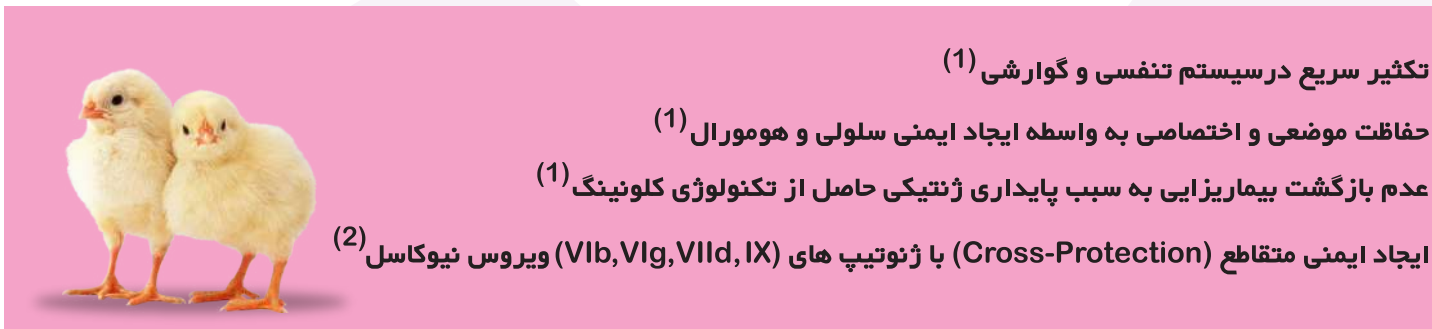 تکثیر سریع درسیستم تنفسی و گوارشی (1)
حفاظت موضعی و اختصاصی به واسطه ایجاد ایمنی سلولی و هومورال (1)
عدم بازگشت بیماریزایی به سبب پایداری ژنتیکی حاصل از تکنولوژی کلونینگ (1)
ایجاد ایمنی متقاطع (Cross-Protection) با ژنوتیپ های (VIb,VIg,VIId, IX) ویروس نیوکاسل (2)